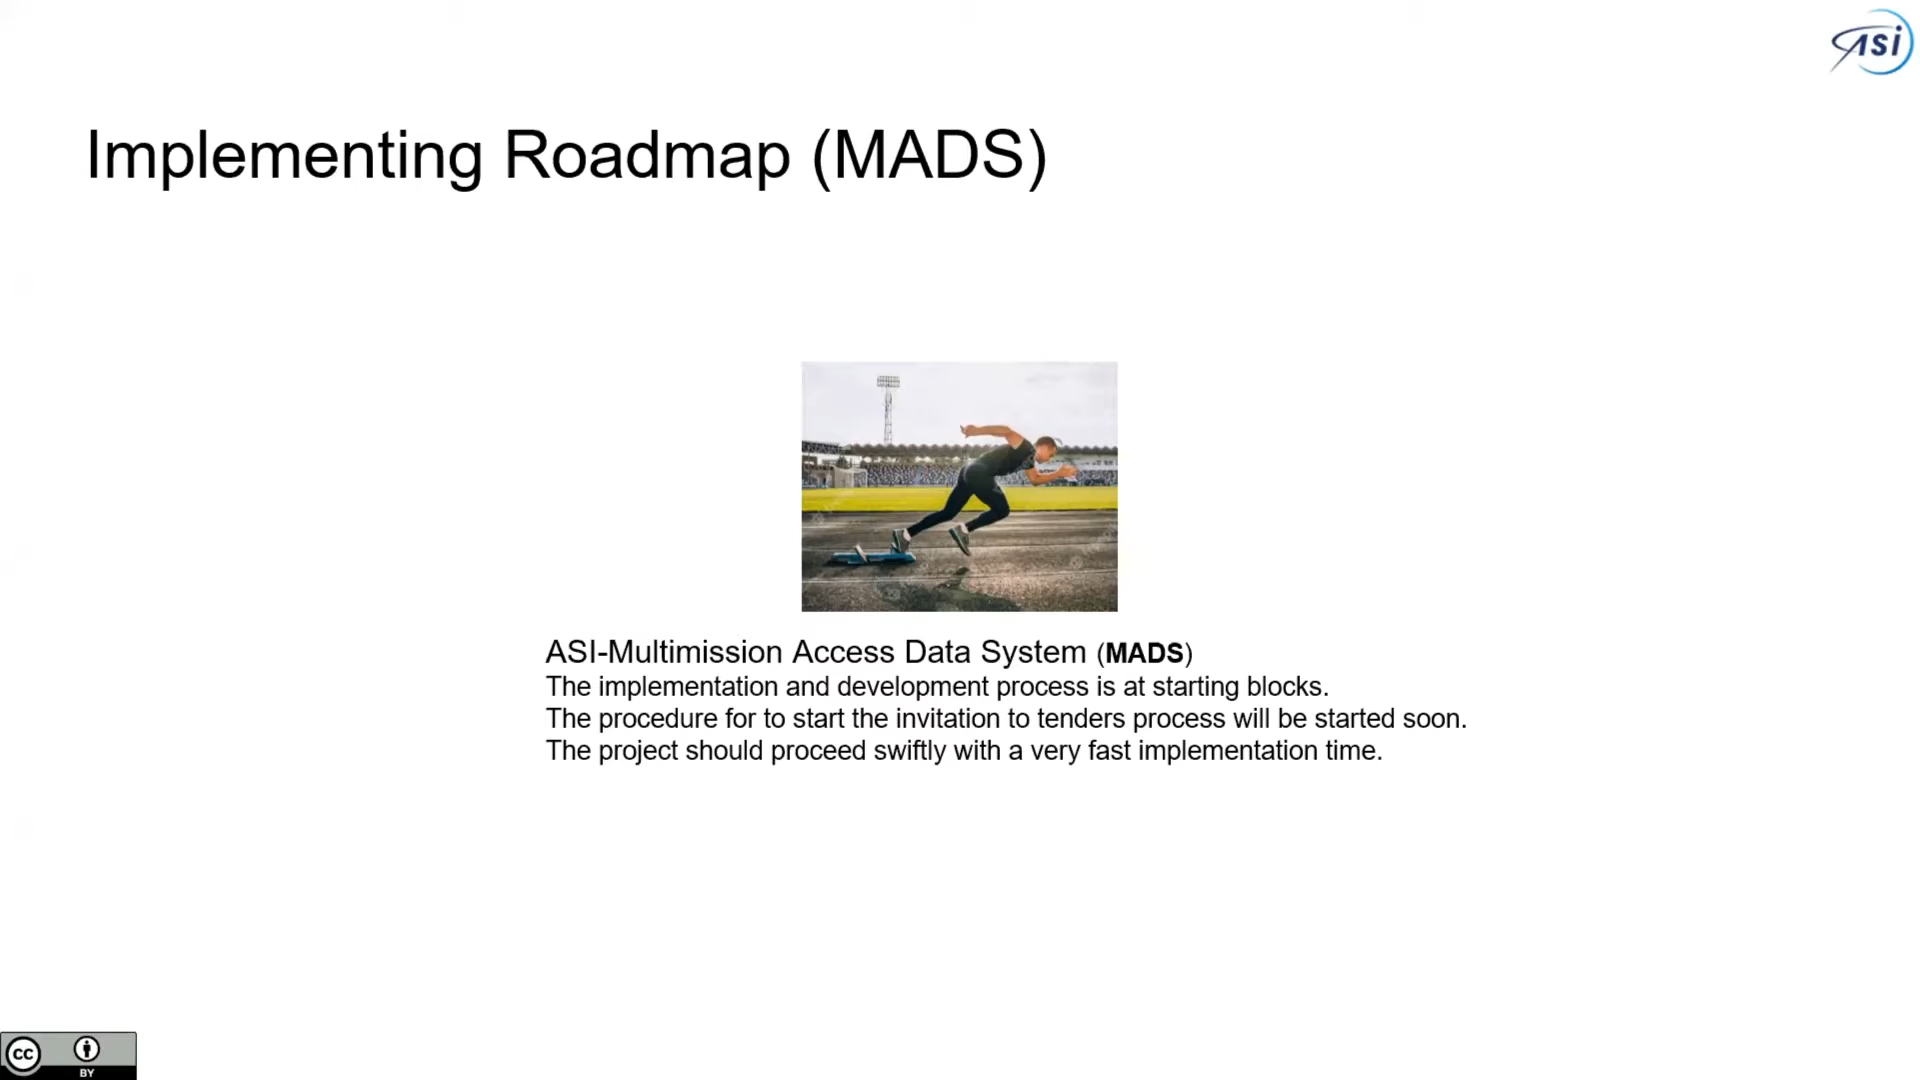 ASI
Implementing Roadmap (MADS)
ASI-Multimission Access Data System (MADS)
The implementation and development process is at starting blocks.
The procedure for to start the invitation to tenders process will be started soon.
The project should proceed swiftly with a very fast implementation time.
CC
BY